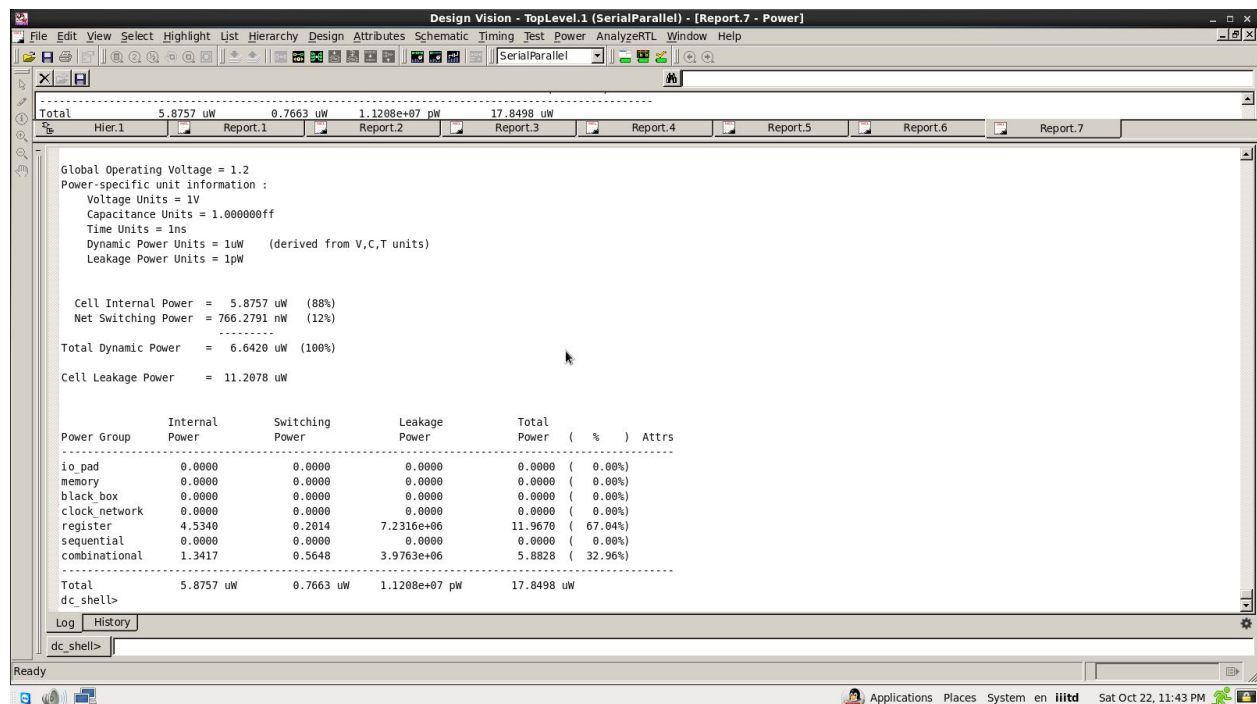 Design Vision - TopLevel.1 (SerialParallel) - [Report.7 - Power]
File Edit View Select Highlight List Hierarchy Design Attributes Schematic Timing Test Power AnalyzeRTL Window Help
SerialParallel
Total 5.8757 uW 0.7663 uW 1.1208e+07 pW 17.8498 uW
Hier.1 Report.1 Report.2 Report.3 Report.4 Report.5 Report.6 Report.7
Global Operating Voltage = 1.2
Power-specific unit information :
Voltage Units = 1V
Capacitance Units = 1.000000ff
Time Units = 1ns
Dynamic Power Units = 1uW (derived from V,C,T units)
Leakage Power Units = 1pW
Cell Internal Power = 5.8757 uW (88%)
Net Switching Power = 766.2791 nW (12%)
---------
Total Dynamic Power = 6.6420 uW (100%)
Cell Leakage Power = 11.2078 uW
Internal Switching Leakage Total
Power Group Power Power Power Power ( % ) Attrs
--------------------------------------------------------------------------------
io_pad 0.0000 0.0000 0.0000 0.0000 ( 0.00%)
memory 0.0000 0.0000 0.0000 0.0000 ( 0.00%)
black_box 0.0000 0.0000 0.0000 0.0000 ( 0.00%)
clock_network 0.0000 0.0000 0.0000 0.0000 ( 0.00%)
register 4.5340 0.2014 7.2316e+06 11.9670 ( 67.04%)
sequential 0.0000 0.0000 0.0000 0.0000 ( 0.00%)
combinational 1.3417 0.5648 3.9763e+06 5.8828 ( 32.96%)
--------------------------------------------------------------------------------
Total 5.8757 uW 0.7663 uW 1.1208e+07 pW 17.8498 uW
dc_shell>
Log History
dc_shell>
Ready
Applications Places System en iiitd Sat Oct 22, 11:43 PM